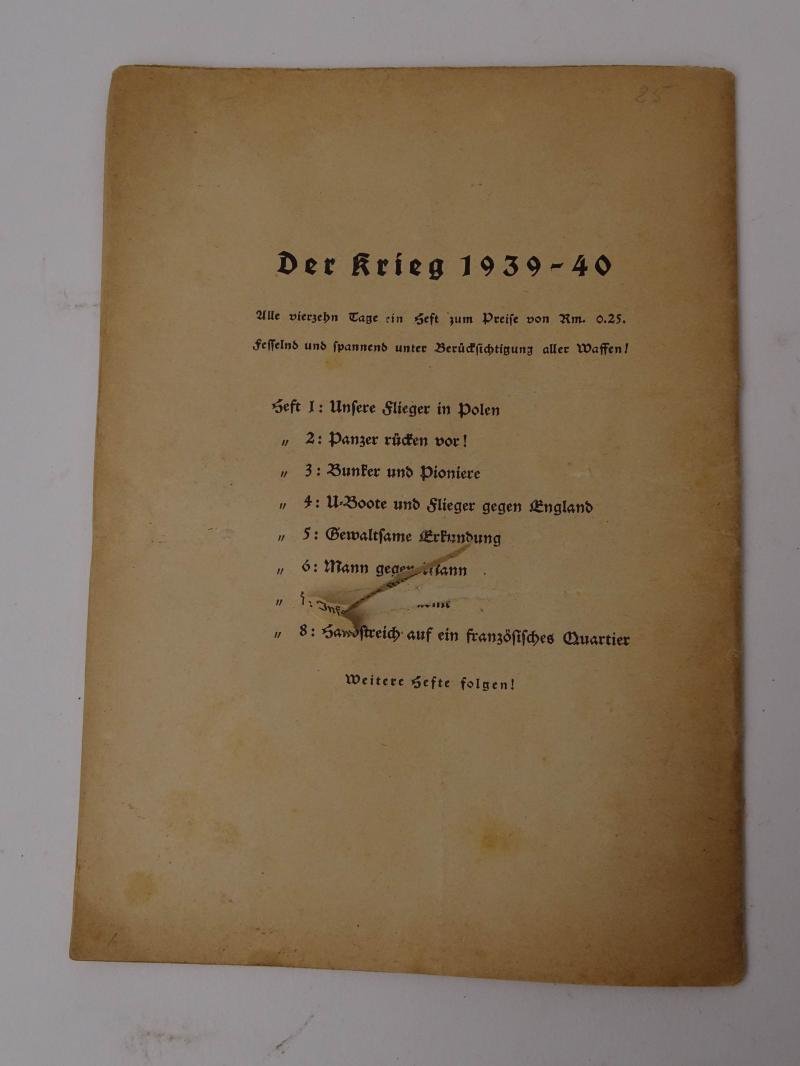 25
Der Krieg 1939-40
Alle vierzehn Tage ein Heft zum Preise von Rm. 0.25.
Fesselnd und spannend unter Berücksichtigung aller Waffen!
Heft 1: Unsere Flieger in Polen
„ 2: Panzer rücken vor!
„ 3: Bunker und Pioniere
„ 4: U-Boote und Flieger gegen England
„ 5: Gewaltsame Erkundung
„ 6: Mann gegen Mann
„
„ 8: Handstreich auf ein französisches Quartier
Weitere Hefte folgen!